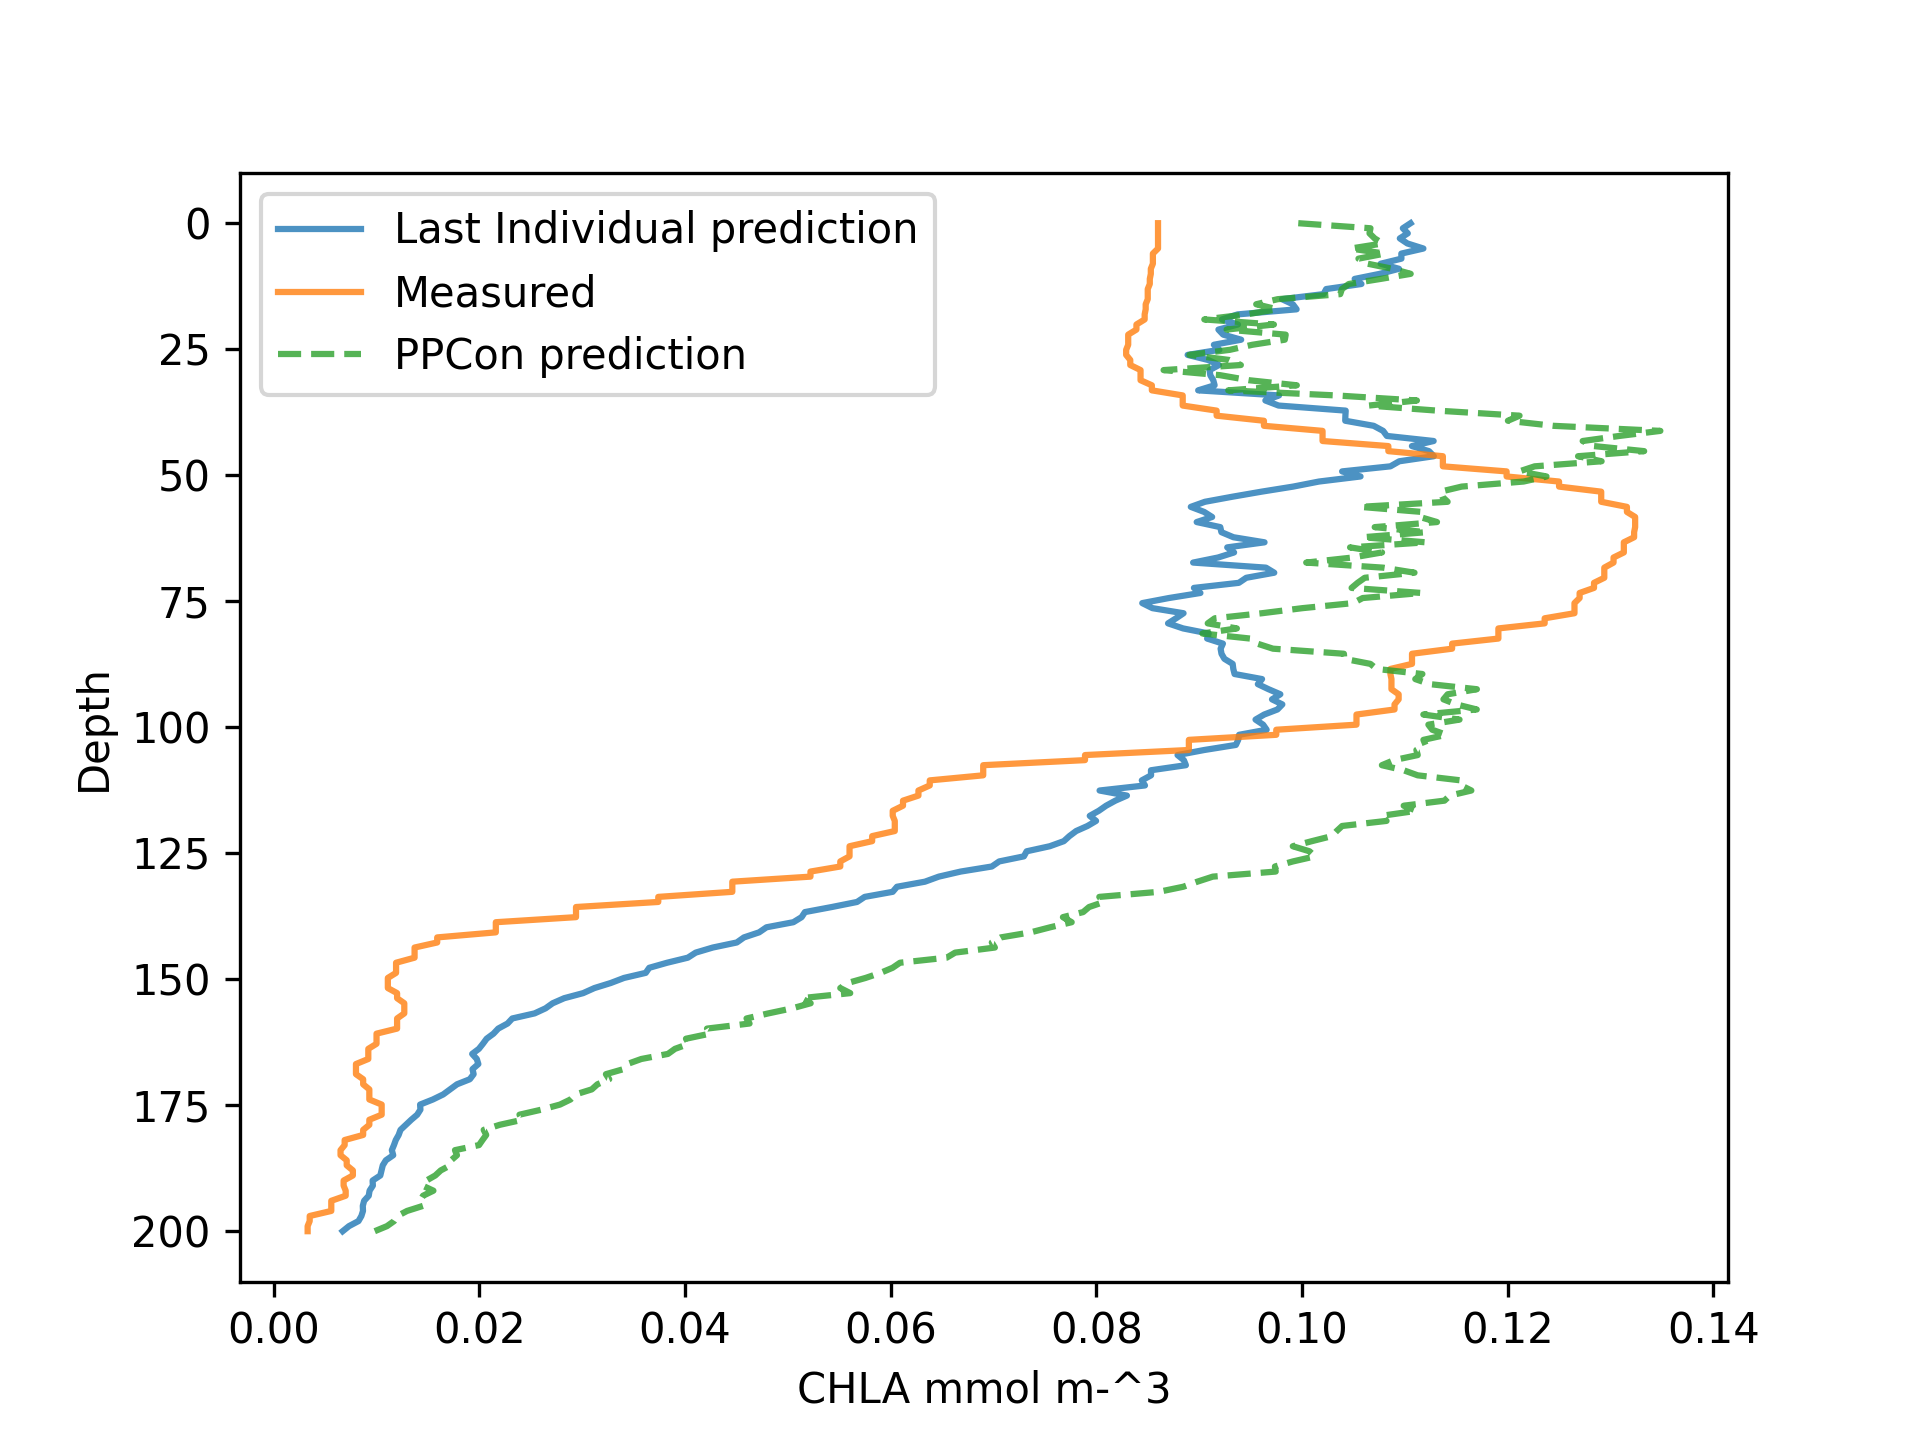 Last Individual prediction
Measured
PPCon prediction
0
25
50
75
100
125
150
175
200
Depth
0.00 0.02 0.04 0.06 0.08 0.10 0.12 0.14
CHLA mmol m-^3